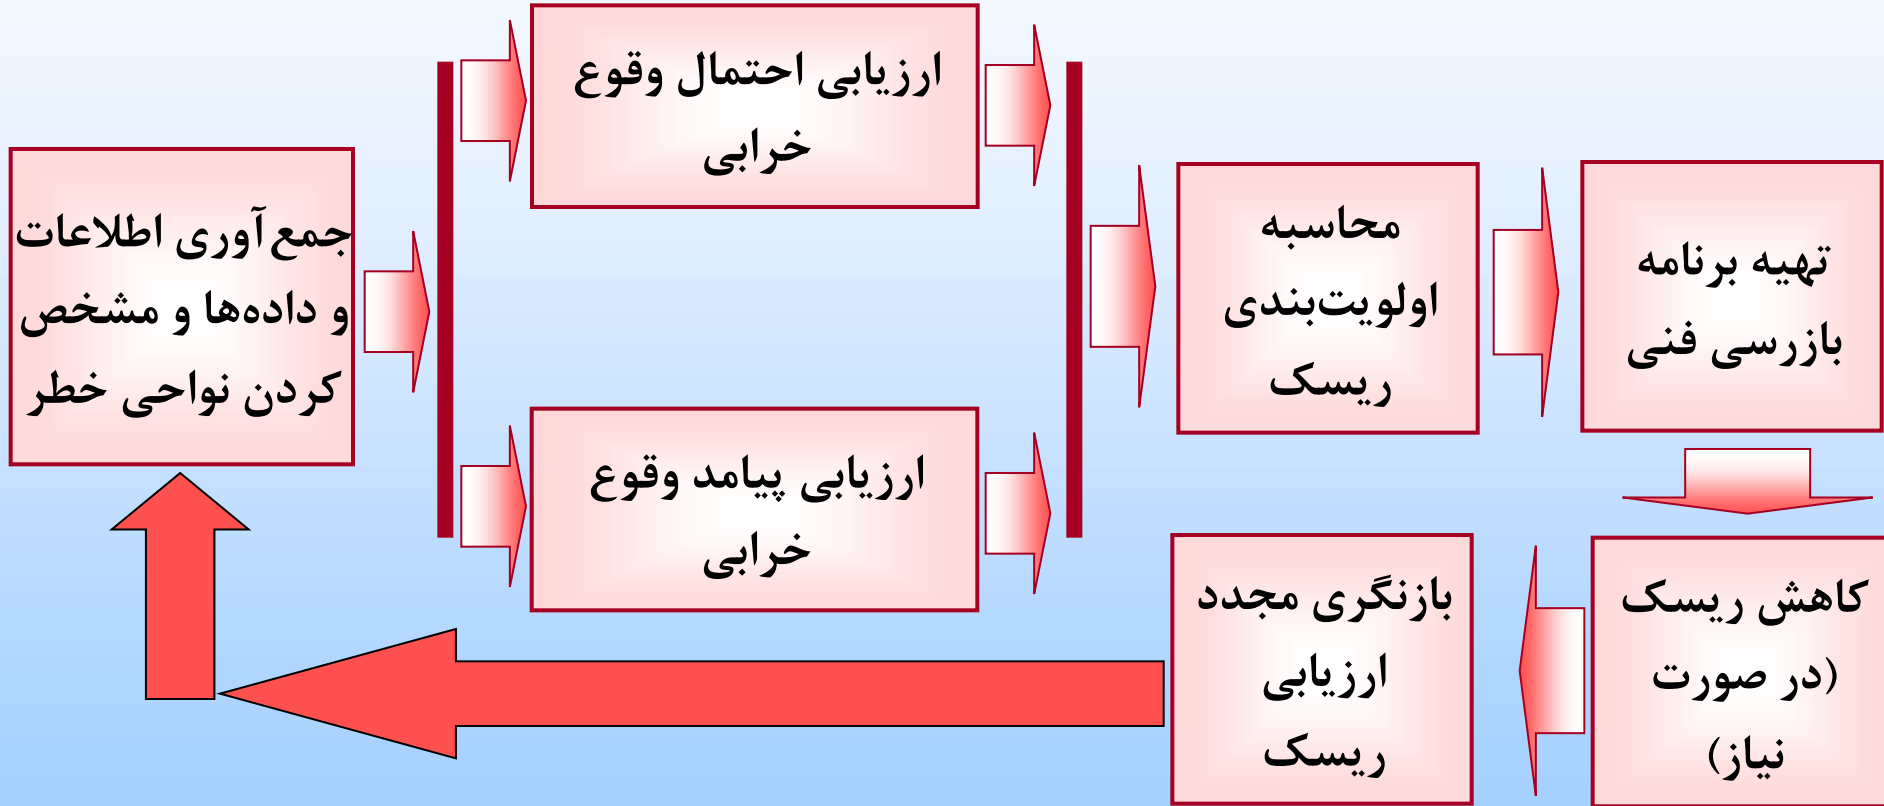 جمع‌آوری اطلاعات
و داده‌ها و مشخص
کردن نواحی خطر
ارزیابی احتمال وقوع
خرابی
ارزیابی پیامد وقوع
خرابی
محاسبه
اولویت‌بندی
ریسک
تهیه برنامه
بازرسی فنی
کاهش ریسک
(در صورت
نیاز)
بازنگری مجدد
ارزیابی
ریسک